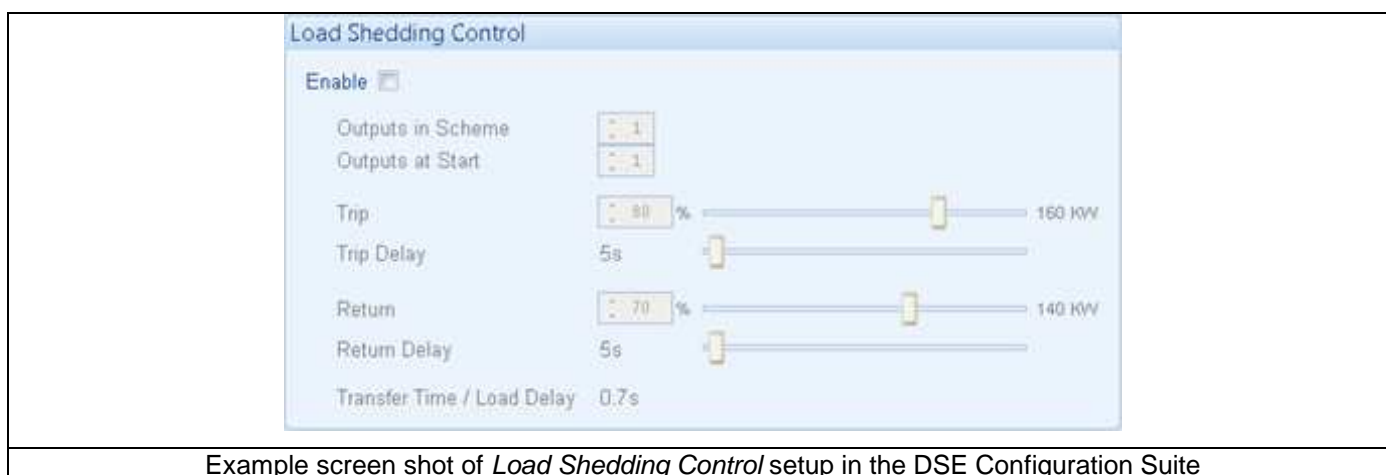 Load Shedding Control
Enable
Outputs in Scheme 1
Outputs at Start 1
Trip 80 % 160 KW
Trip Delay 5s
Return 70 % 140 KW
Return Delay 5s
Transfer Time / Load Delay 0.7s
Example screen shot of Load Shedding Control setup in the DSE Configuration Suite